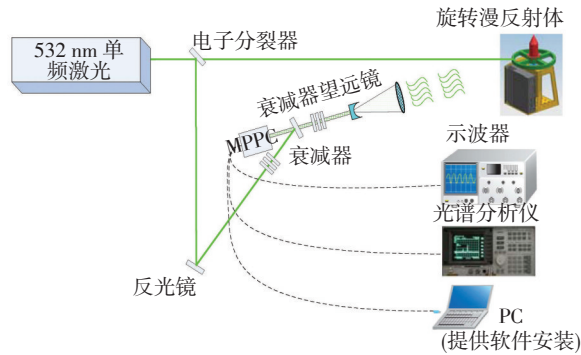 532 nm 单
频激光
电子分裂器
旋转漫反射体
衰减器望远镜
MPPC
衰减器
示波器
光谱分析仪
反光镜
PC
(提供软件安装)